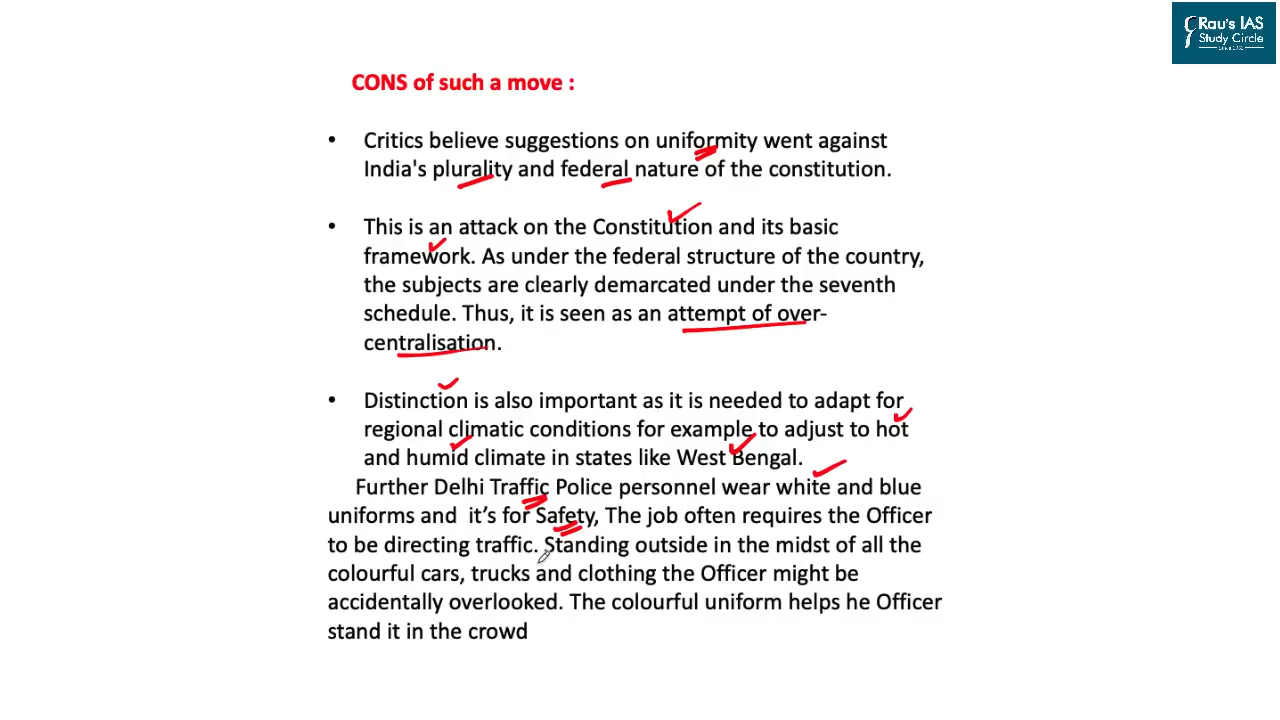 Rau's IAS
Study Circle
CONS of such a move :
• Critics believe suggestions on uniformity went against
India's plurality and federal nature of the constitution.
• This is an attack on the Constitution and its basic
framework. As under the federal structure of the country,
the subjects are clearly demarcated under the seventh
schedule. Thus, it is seen as an attempt of over-
centralisation.
• Distinction is also important as it is needed to adapt for
regional climatic conditions for example to adjust to hot
and humid climate in states like West Bengal.
Further Delhi Traffic Police personnel wear white and blue
uniforms and it's for Safety, The job often requires the Officer
to be directing traffic. Standing outside in the midst of all the
colourful cars, trucks and clothing the Officer might be
accidentally overlooked. The colourful uniform helps he Officer
stand it in the crowd